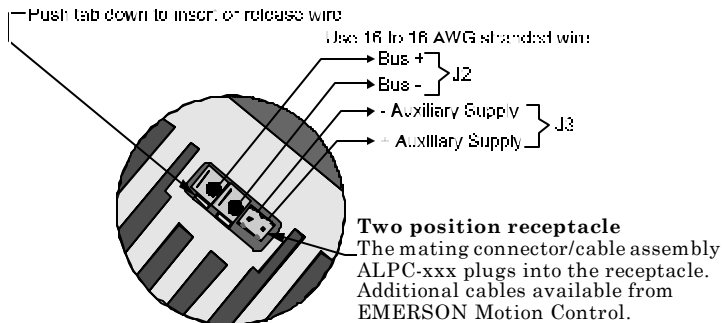 Push tab down to insert or release wire
Use 16 to 16 AWG stranded wire
Bus +
Bus -
J2
- Auxiliary Supply
+ Auxiliary Supply
J3
Two position receptacle
The mating connector/cable assembly
ALPC-xxx plugs into the receptacle.
Additional cables available from
EMERSON Motion Control.